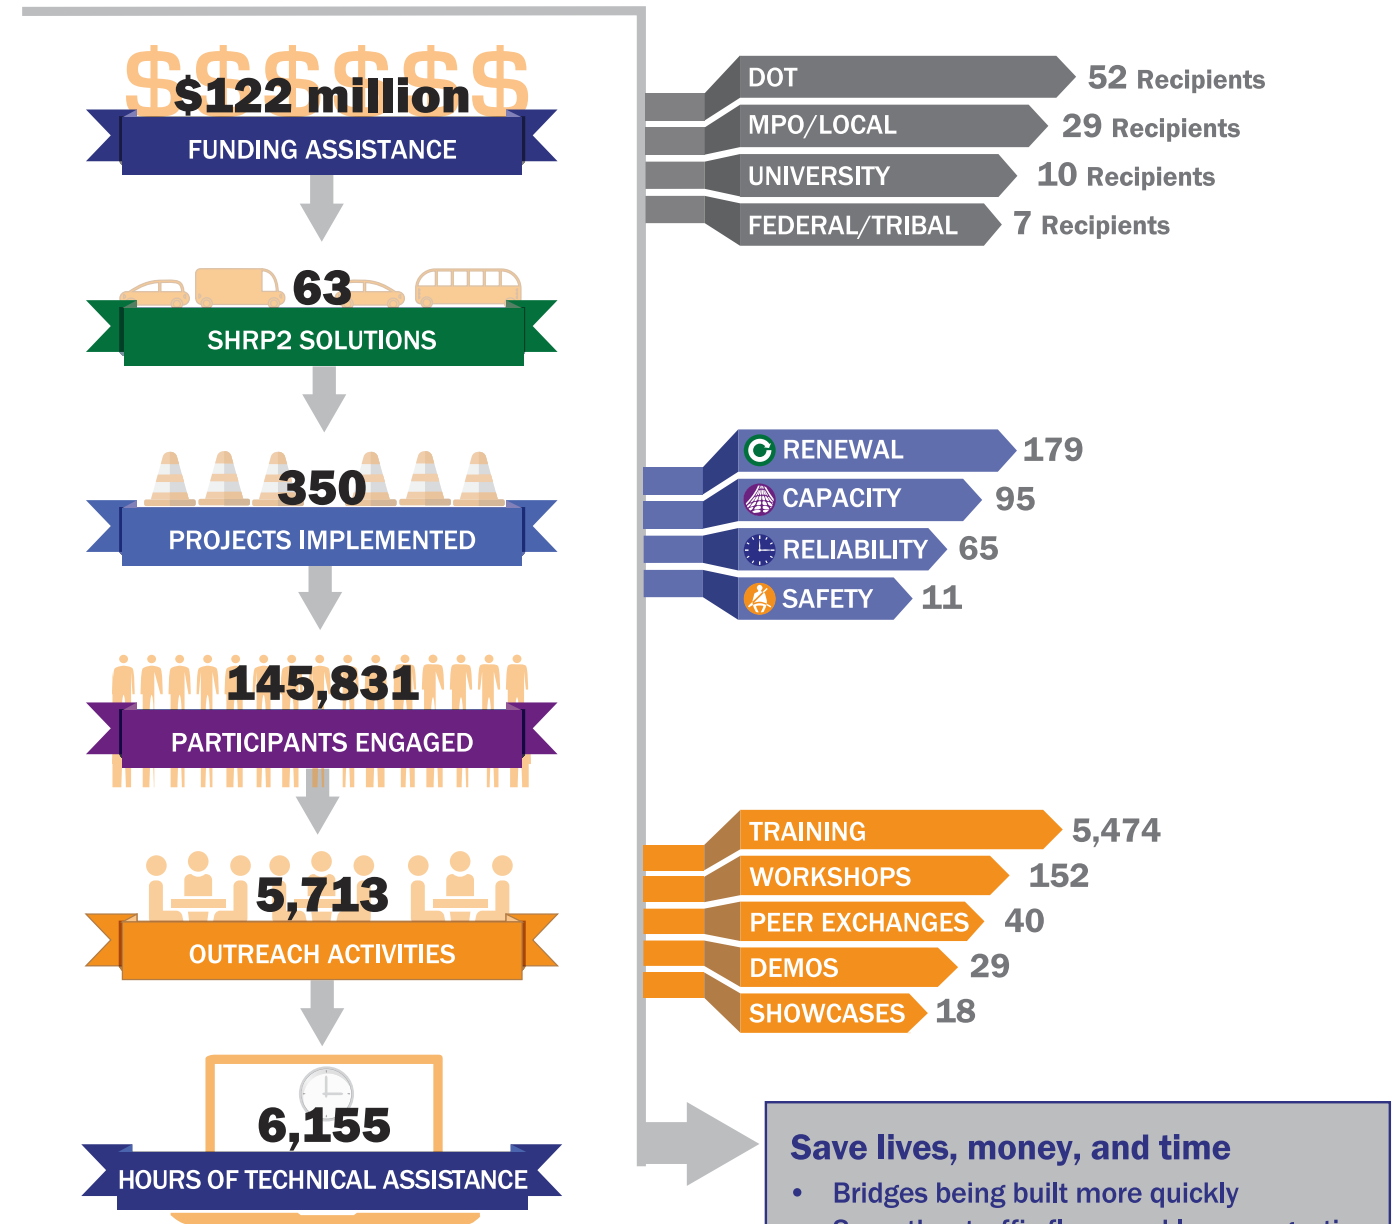 $122 million
FUNDING ASSISTANCE
63
SHRP2 SOLUTIONS
350
PROJECTS IMPLEMENTED
145,831
PARTICIPANTS ENGAGED
5,713
OUTREACH ACTIVITIES
6,155
HOURS OF TECHNICAL ASSISTANCE
DOT 52 Recipients
MPO/LOCAL 29 Recipients
UNIVERSITY 10 Recipients
FEDERAL/TRIBAL 7 Recipients
RENEWAL 179
CAPACITY 95
RELIABILITY 65
SAFETY 11
TRAINING 5,474
WORKSHOPS 152
PEER EXCHANGES 40
DEMOS 29
SHOWCASES 18
Save lives, money, and time
• Bridges being built more quickly